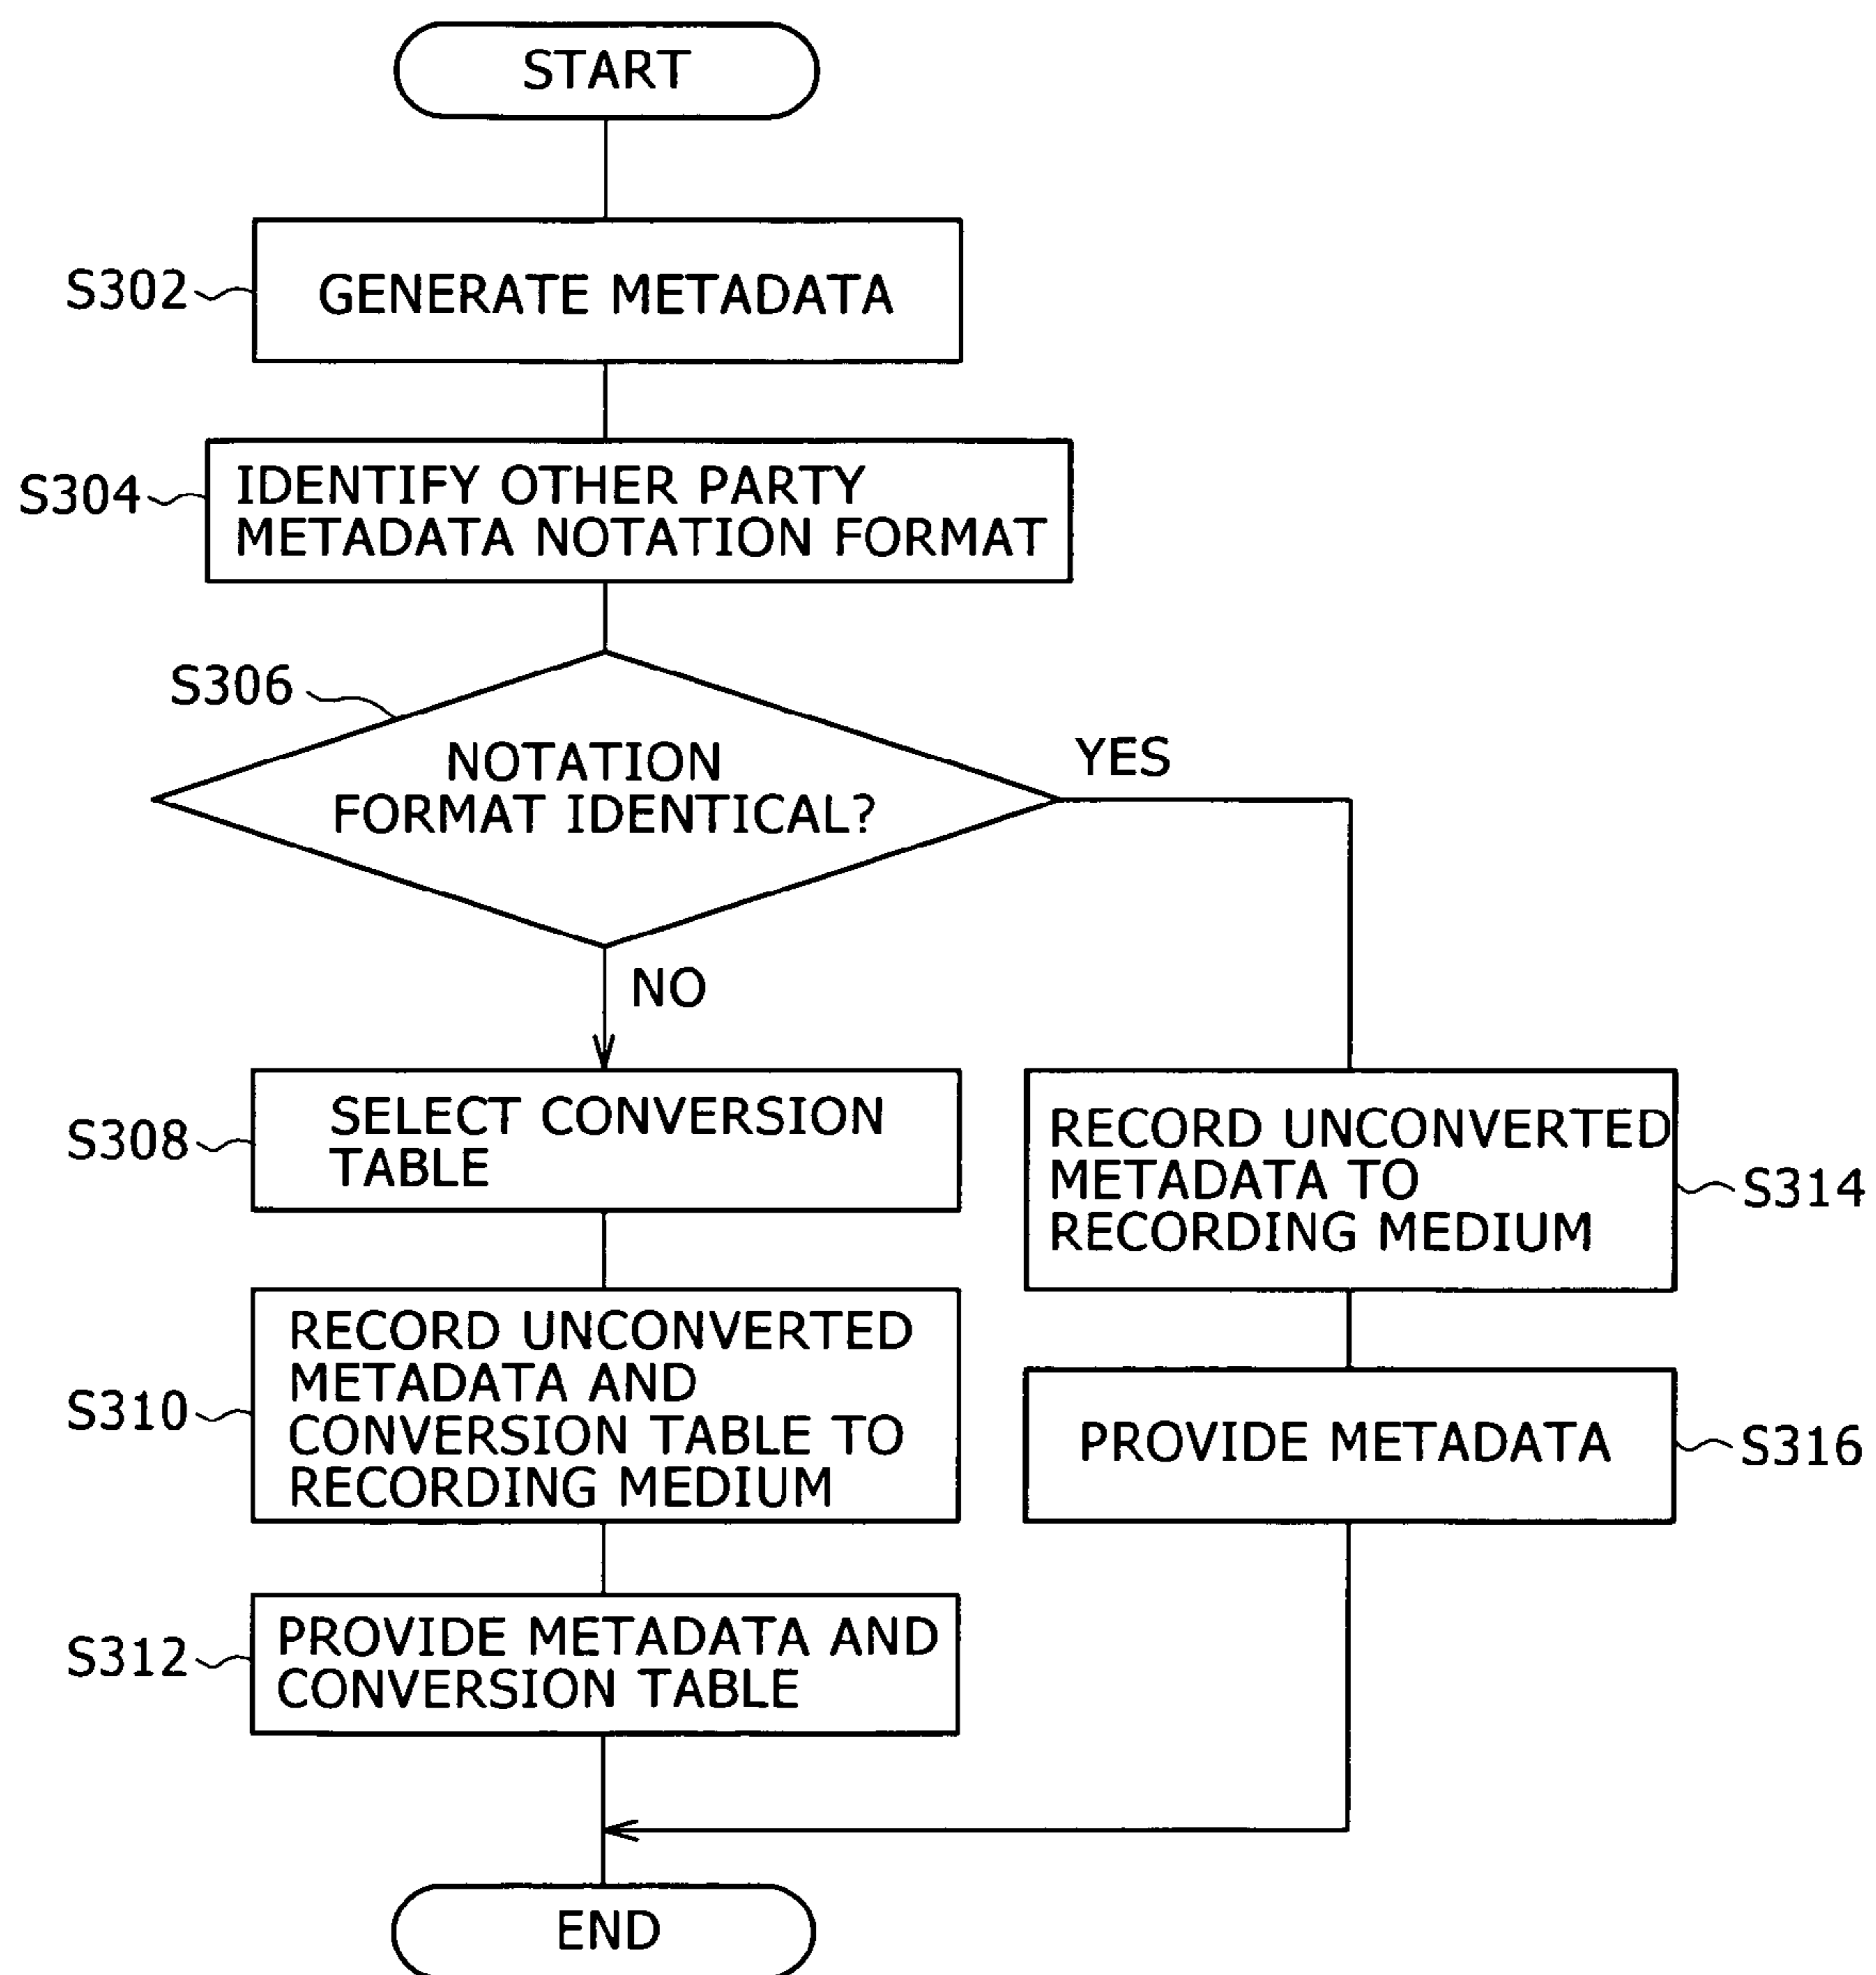 START
S302
GENERATE METADATA
S304
IDENTIFY OTHER PARTY
METADATA NOTATION FORMAT
S306
NOTATION
FORMAT IDENTICAL?
YES
NO
S308
SELECT CONVERSION
TABLE
S310
RECORD UNCONVERTED
METADATA AND
CONVERSION TABLE TO
RECORDING MEDIUM
S312
PROVIDE METADATA AND
CONVERSION TABLE
RECORD UNCONVERTED
METADATA TO
RECORDING MEDIUM
S314
PROVIDE METADATA
S316
END